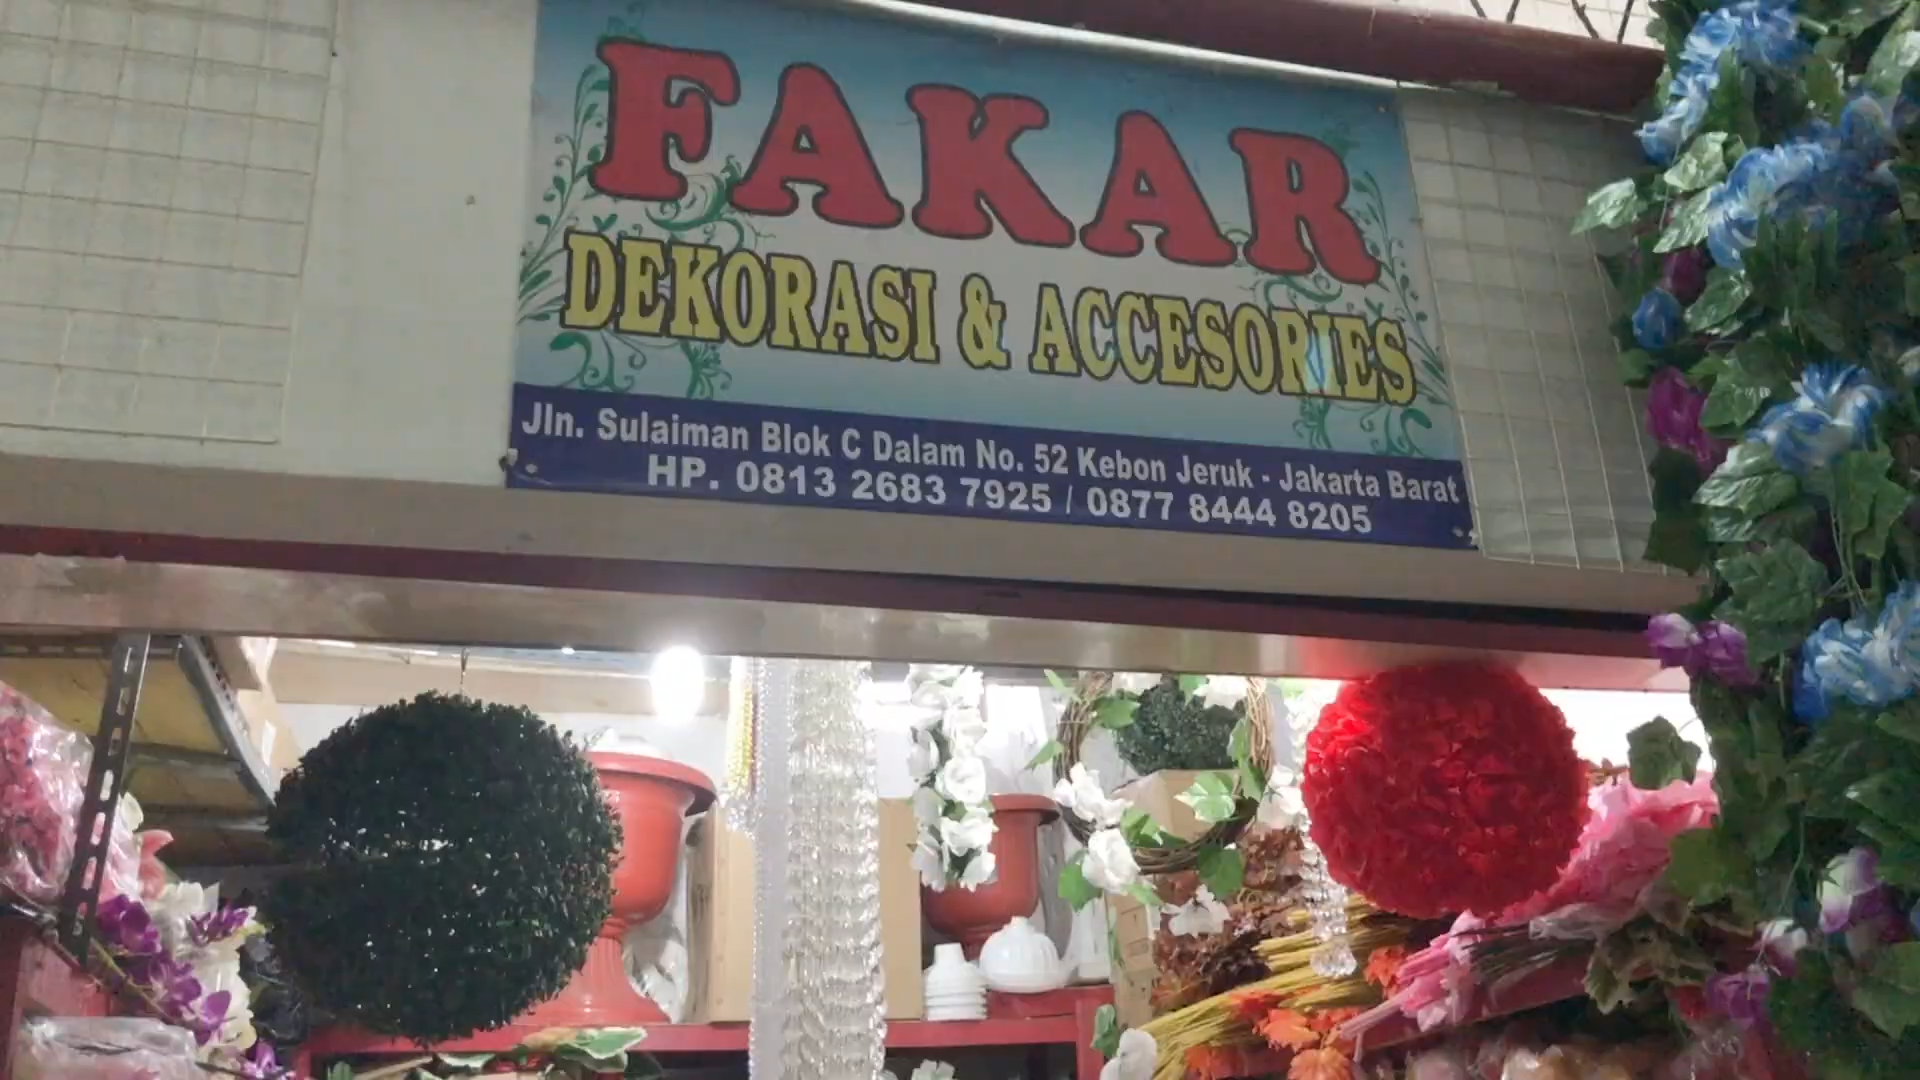 FAKAR
DEKORASI & ACCESORIES
Jln. Sulaiman Blok C Dalam No. 52 Kebon Jeruk - Jakarta Barat
HP. 0813 2683 7925 / 0877 8444 8205